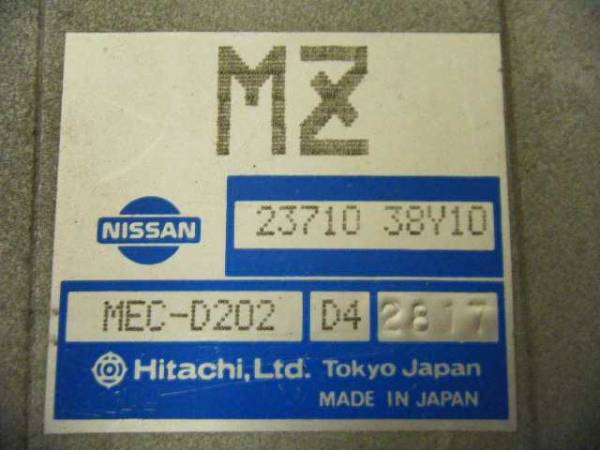 MZ
NISSAN
23710 38Y10
MEC-D202 D4 2817
Hitachi, Ltd. Tokyo Japan
MADE IN JAPAN